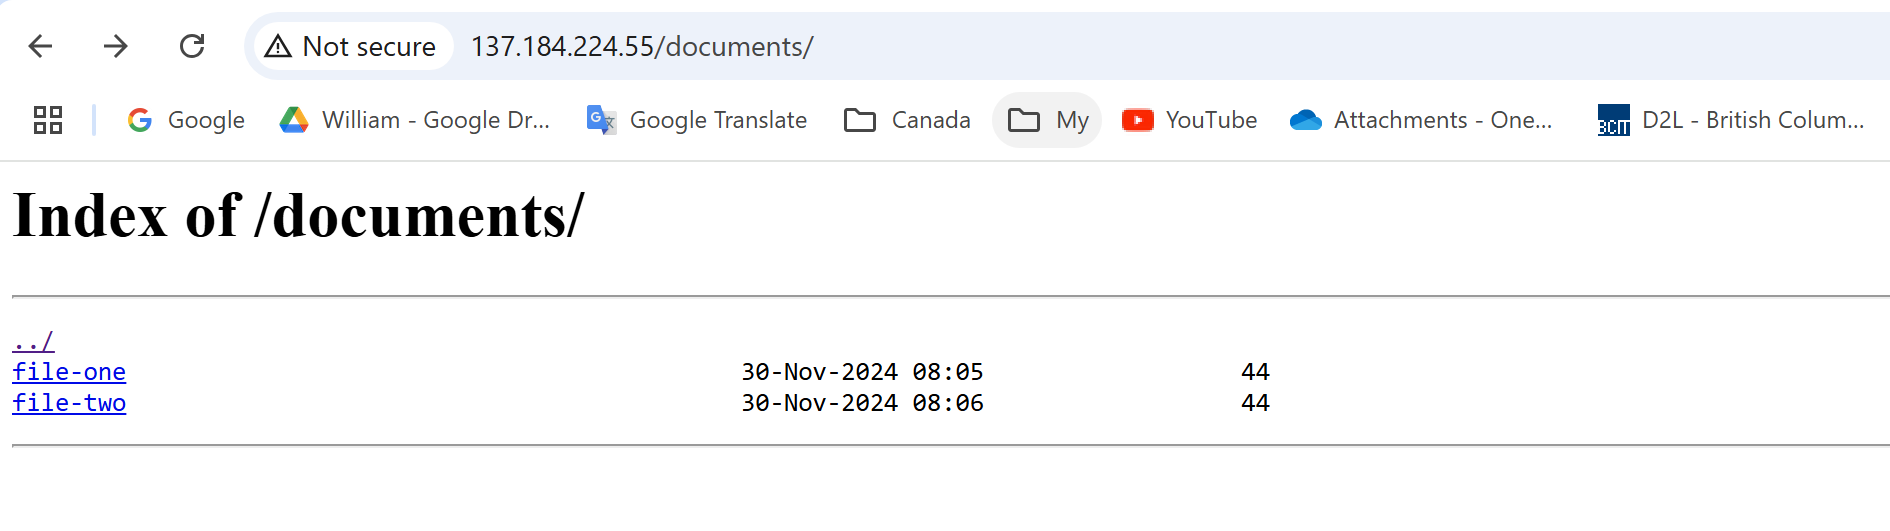 Not secure 137.184.224.55/documents/
Google William - Google Dr... Google Translate Canada My YouTube Attachments - One... BCIT D2L - British Colum...
Index of /documents/
../
file-one 30-Nov-2024 08:05 44
file-two 30-Nov-2024 08:06 44